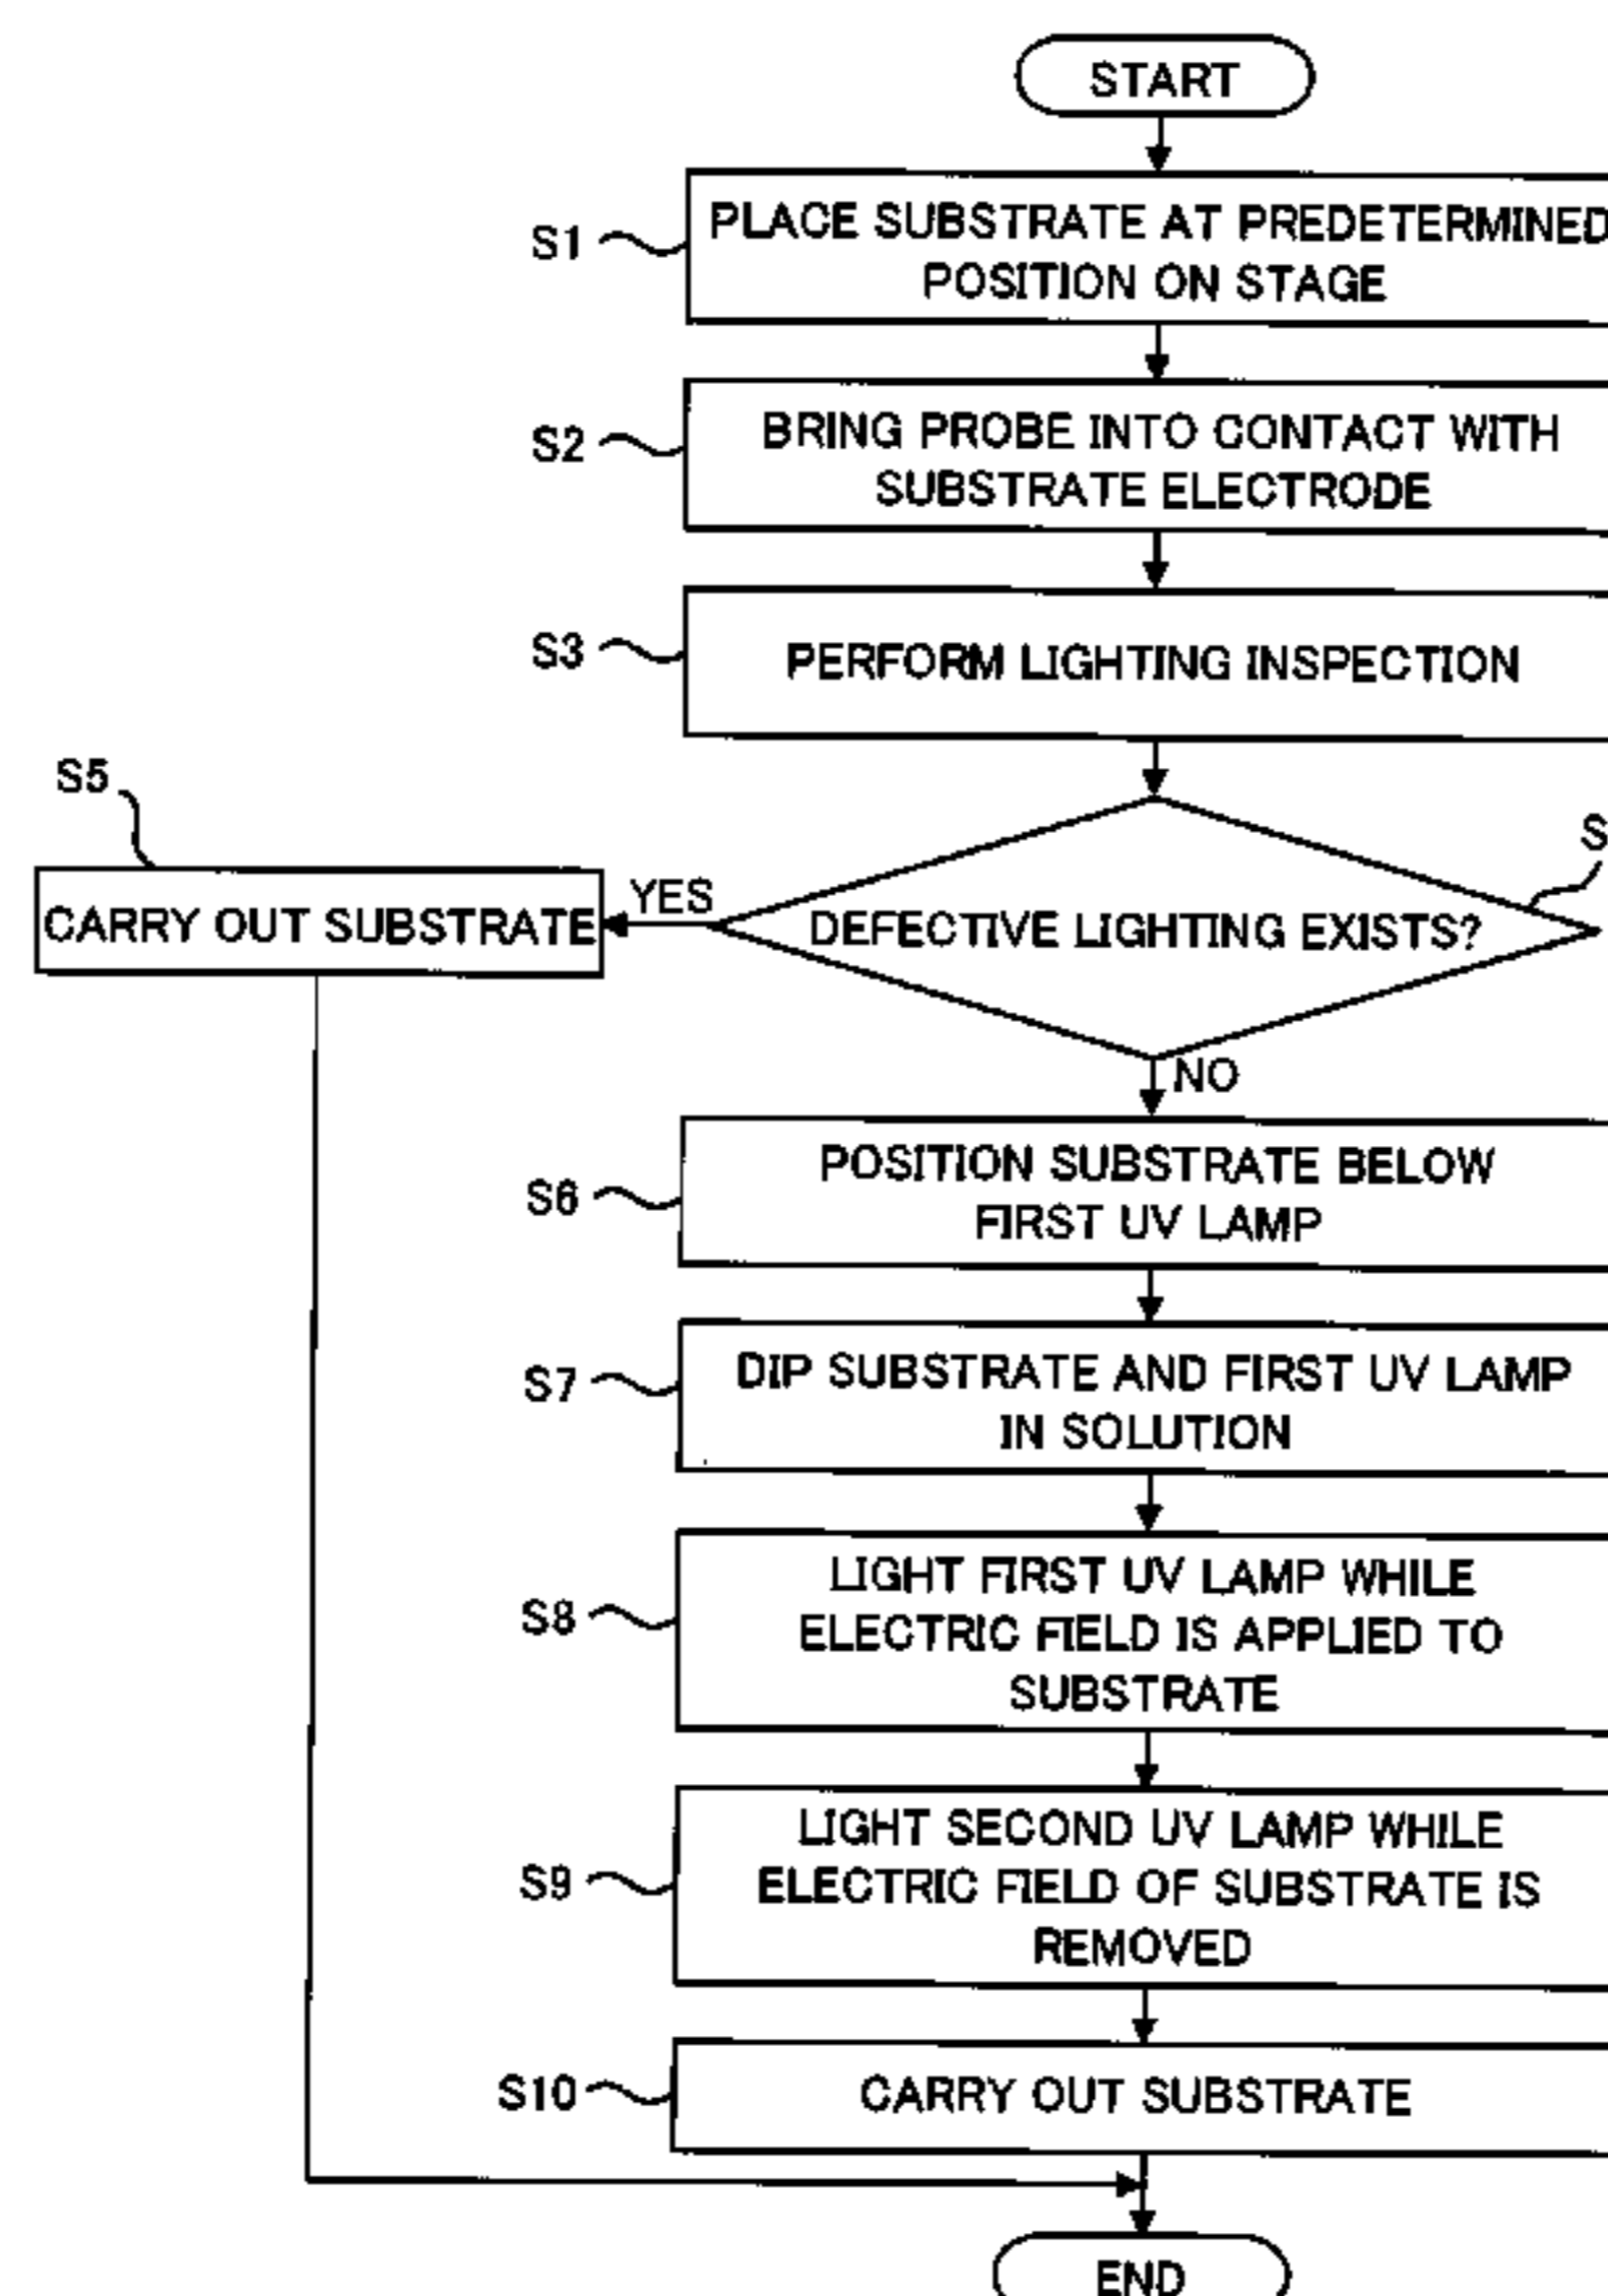 START
S1
PLACE SUBSTRATE AT PREDETERMINED
POSITION ON STAGE
S2
BRING PROBE INTO CONTACT WITH
SUBSTRATE ELECTRODE
S3
PERFORM LIGHTING INSPECTION
S5
S
CARRY OUT SUBSTRATE
YES
DEFECTIVE LIGHTING EXISTS?
NO
S6
POSITION SUBSTRATE BELOW
FIRST UV LAMP
S7
DIP SUBSTRATE AND FIRST UV LAMP
IN SOLUTION
S8
LIGHT FIRST UV LAMP WHILE
ELECTRIC FIELD IS APPLIED TO
SUBSTRATE
S9
LIGHT SECOND UV LAMP WHILE
ELECTRIC FIELD OF SUBSTRATE IS
REMOVED
S10
CARRY OUT SUBSTRATE
END